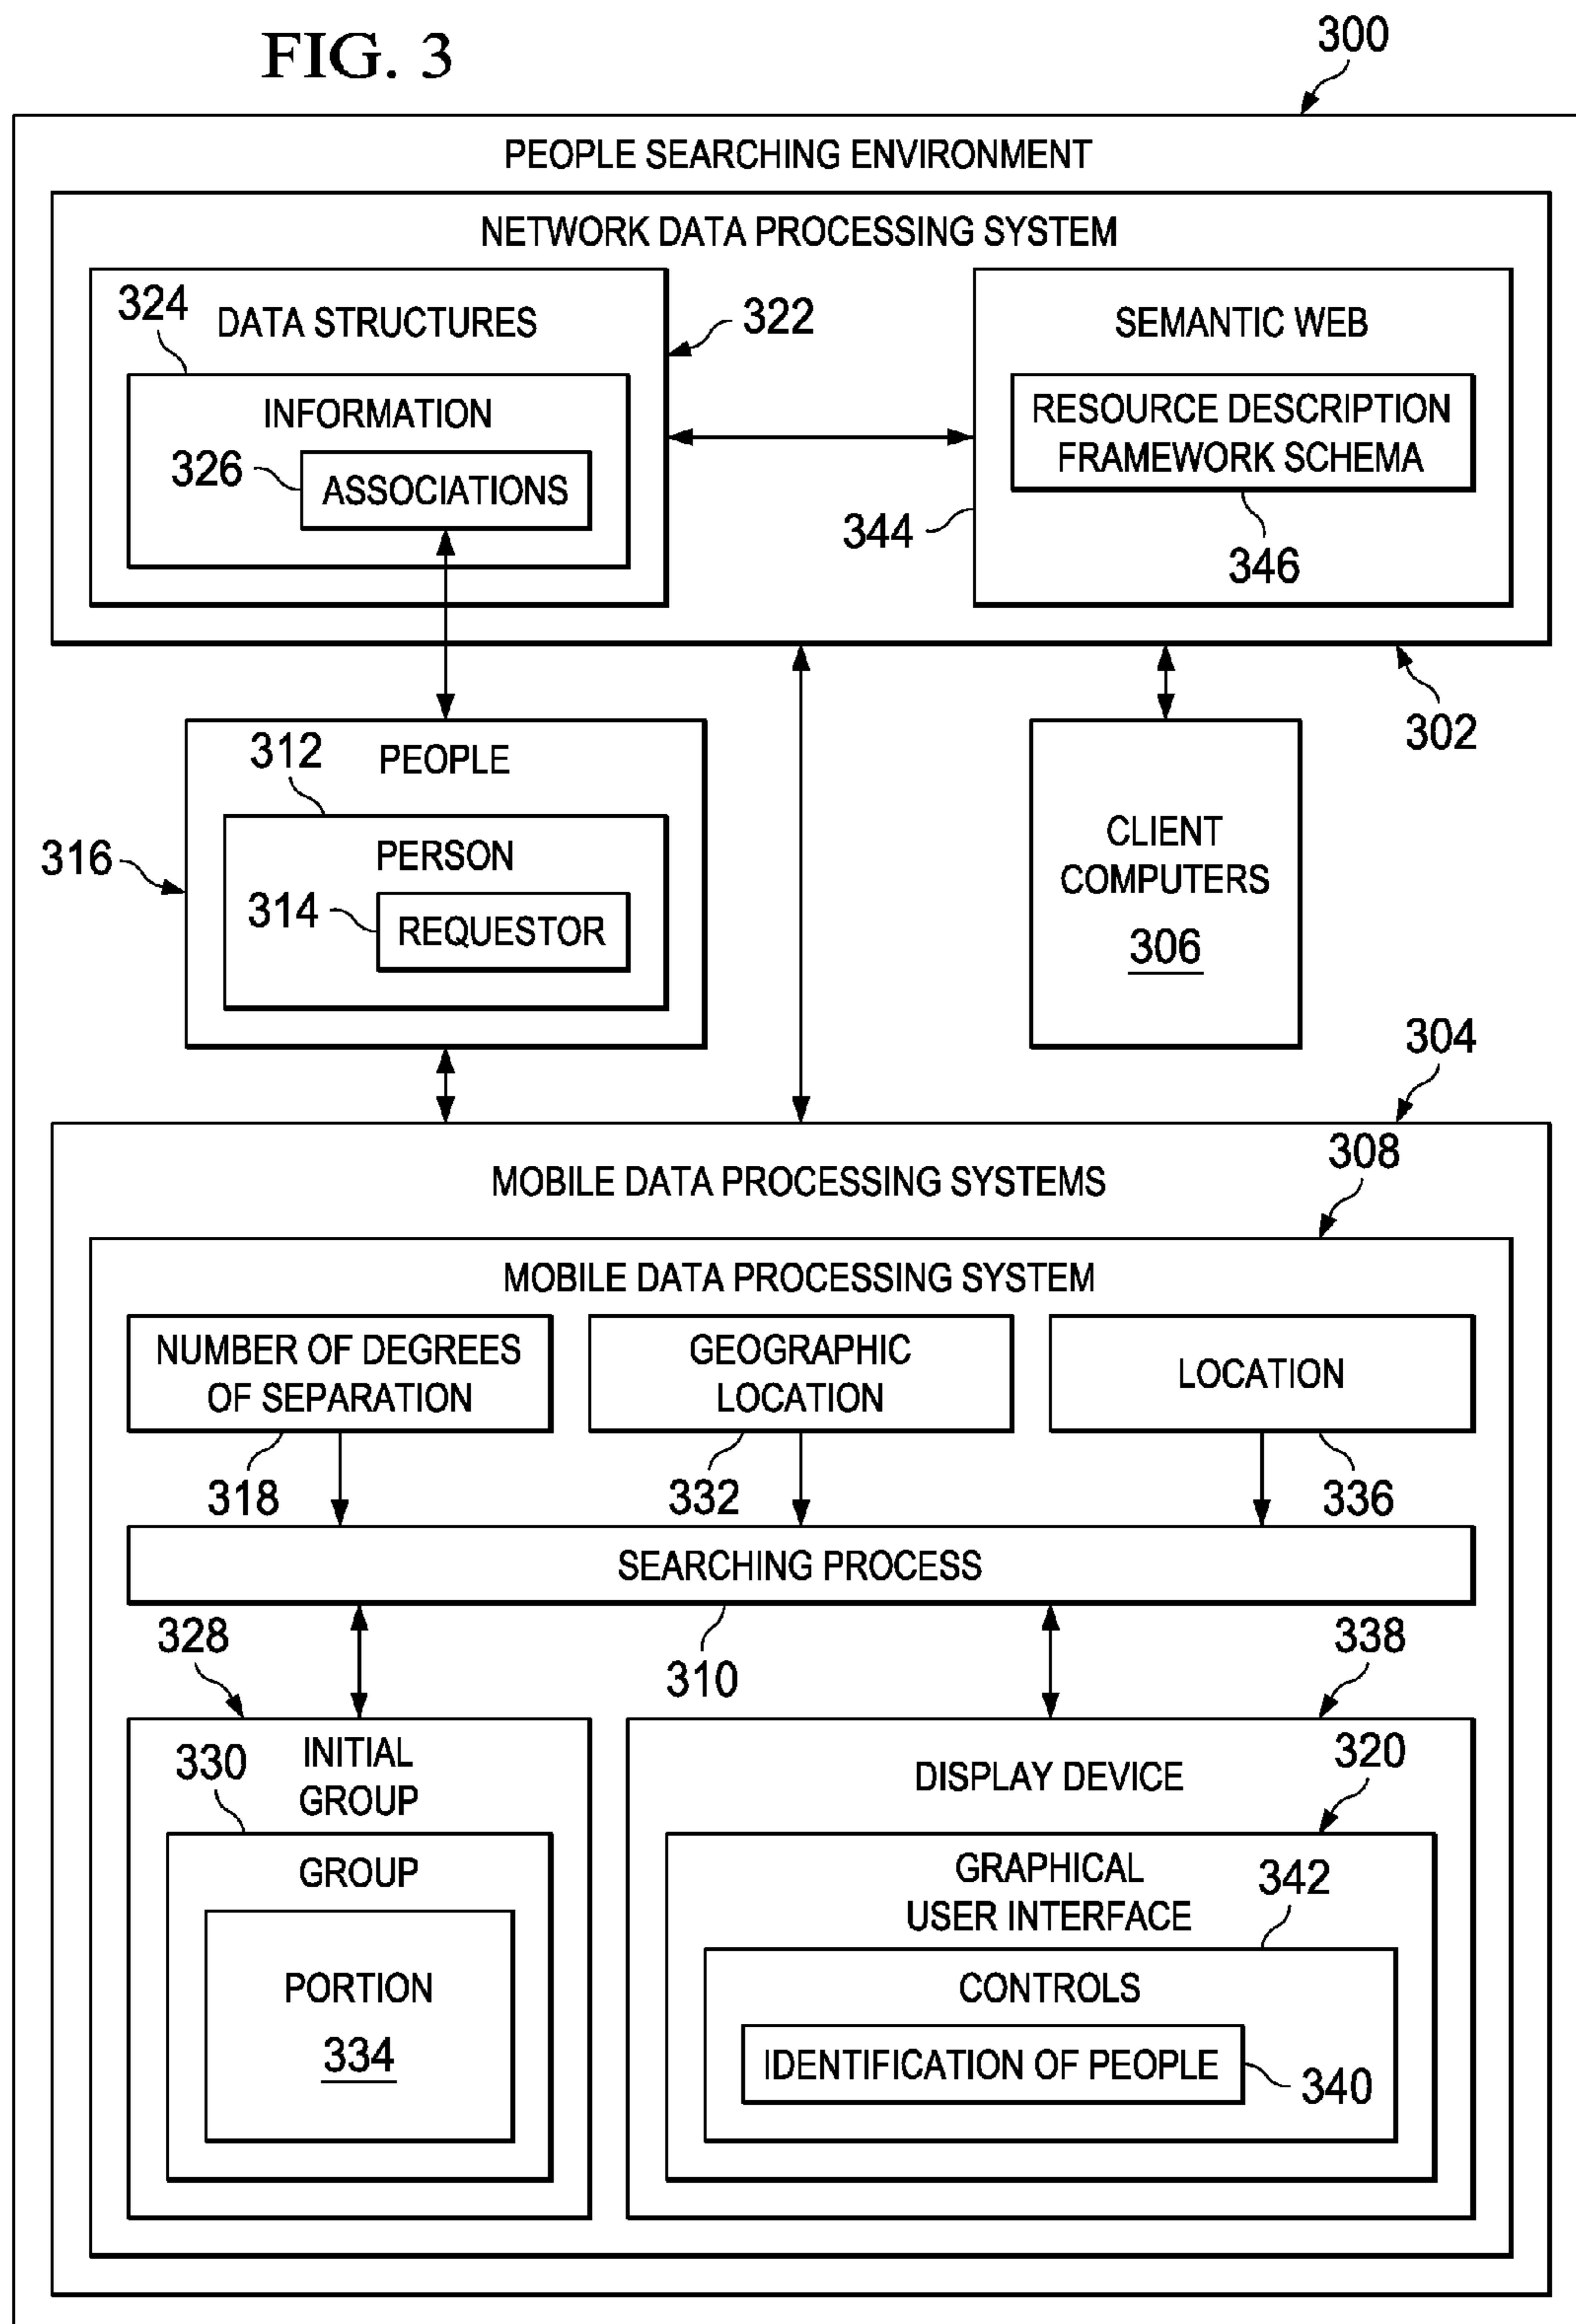 FIG. 3
300
PEOPLE SEARCHING ENVIRONMENT
NETWORK DATA PROCESSING SYSTEM
324
DATA STRUCTURES
322
SEMANTIC WEB
INFORMATION
RESOURCE DESCRIPTION
FRAMEWORK SCHEMA
326
ASSOCIATIONS
344
346
302
312
PEOPLE
316
PERSON
314
REQUESTOR
CLIENT
COMPUTERS
306
304
MOBILE DATA PROCESSING SYSTEMS
308
MOBILE DATA PROCESSING SYSTEM
NUMBER OF DEGREES
OF SEPARATION
GEOGRAPHIC
LOCATION
LOCATION
318
332
336
SEARCHING PROCESS
328
310
338
330
INITIAL
GROUP
GROUP
PORTION
334
DISPLAY DEVICE
320
GRAPHICAL
USER INTERFACE
342
CONTROLS
IDENTIFICATION OF PEOPLE
340